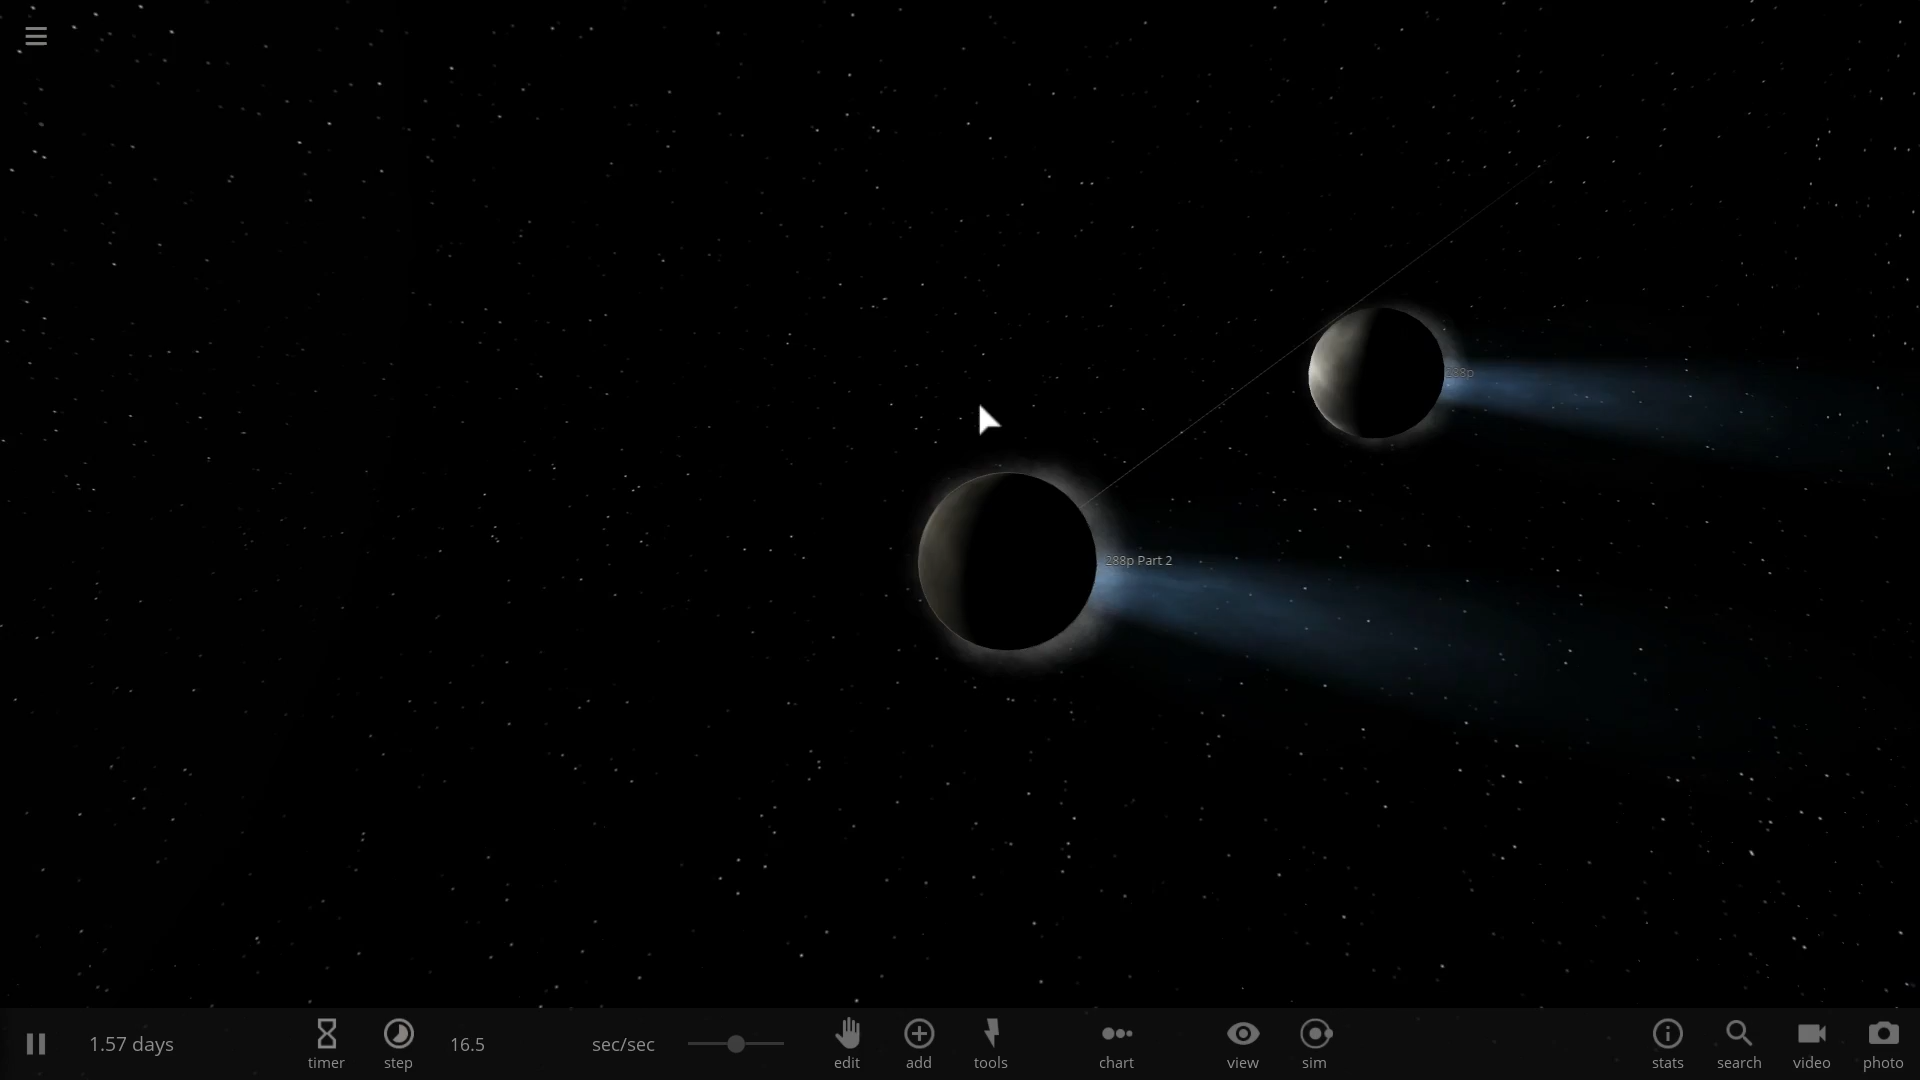 288p
288p Part 2
1.57 days
timer
step
16.5
sec/sec
edit
add
tools
chart
view
sim
stats
search
video
photo